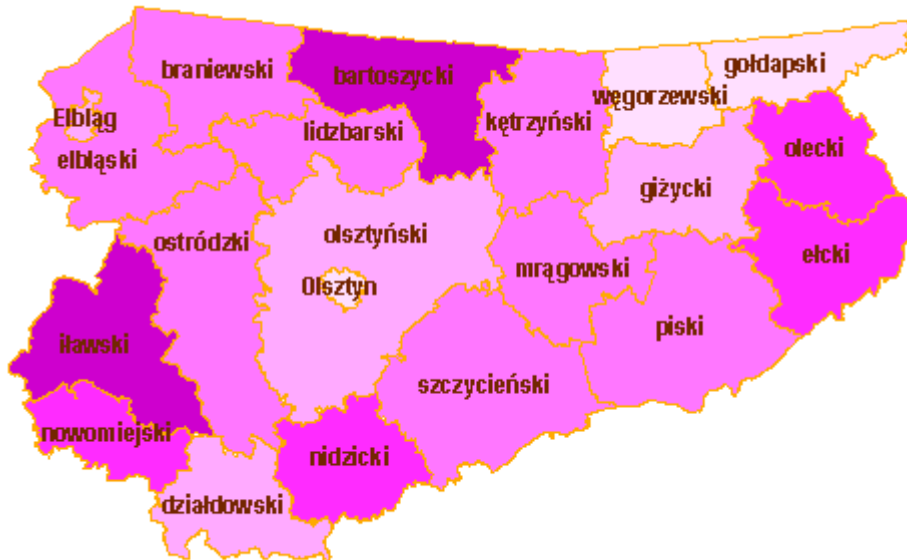 braniewski
bartoszycki
gołdapski
węgorzewski
Elbląg
lidzbarski
kętrzyński
elbląski
olecki
giżycki
ostródzki
olsztyński
ełcki
mrągowski
Olsztyn
piski
iławski
szczycieński
nowomiejski
nidzicki
działdowski